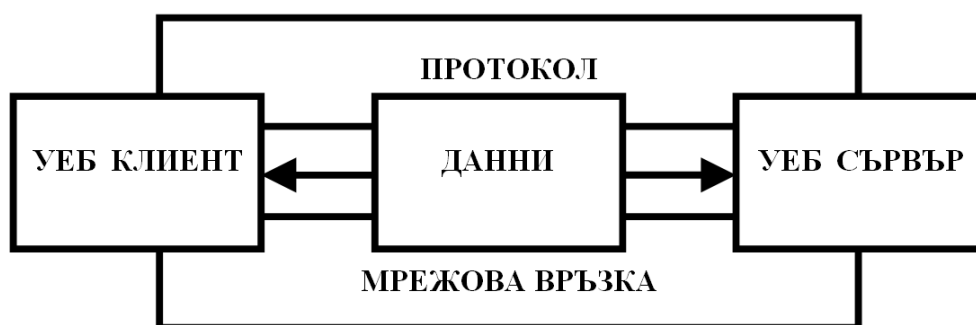 ПРОТОКОЛ
УЕБ КЛИЕНТ
ДАННИ
УЕБ СЪРВЪР
МРЕЖОВА ВРЪЗКА